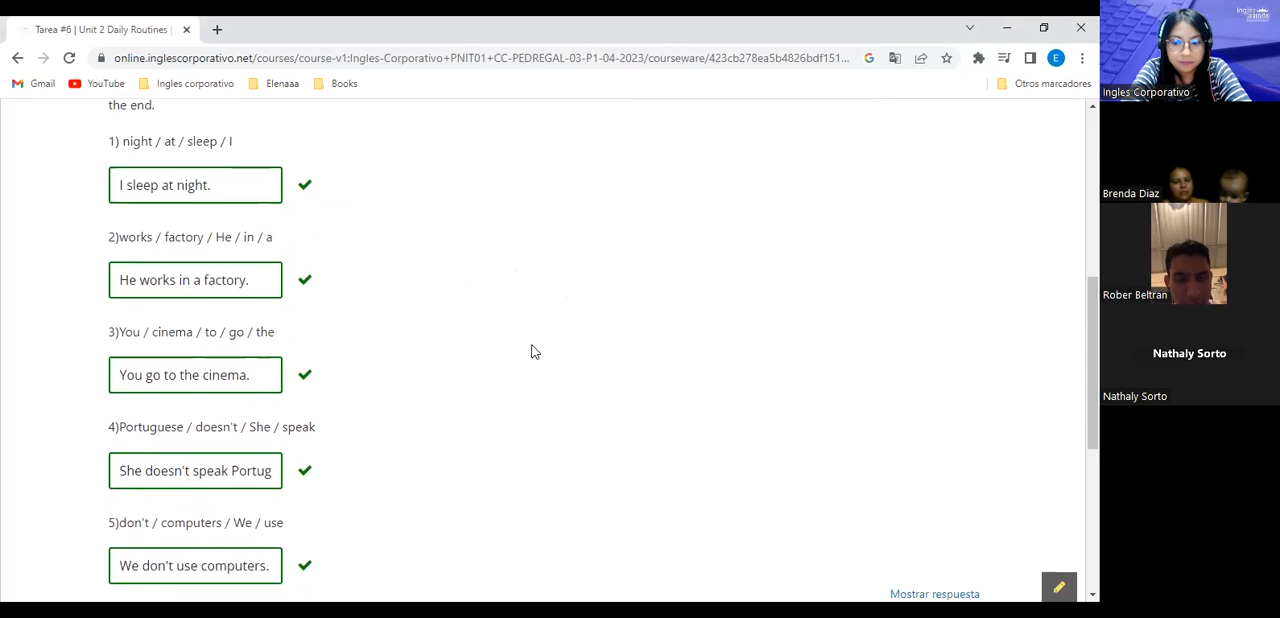 Tarea #6 | Unit 2 Daily Routines |
online.inglescorporativo.net/courses/course-v1:Ingles-Corporativo+PNIT01+CC-PEDREGAL-03-P1-04-2023/courseware/423cb278ea5b4826bdf151...
E
Gmail
YouTube
Ingles corporativo
Elenaaa
Books
Otros marcadores
the end.
1) night / at / sleep / I
I sleep at night.
2)works / factory / He / in / a
He works in a factory.
3)You / cinema / to / go / the
You go to the cinema.
4)Portuguese / doesn't / She / speak
She doesn't speak Portug
5)don't / computers / We / use
We don't use computers.
Mostrar respuesta
Ingles Corporativo
Brenda Diaz
Rober Beltran
Nathaly Sorto
Nathaly Sorto